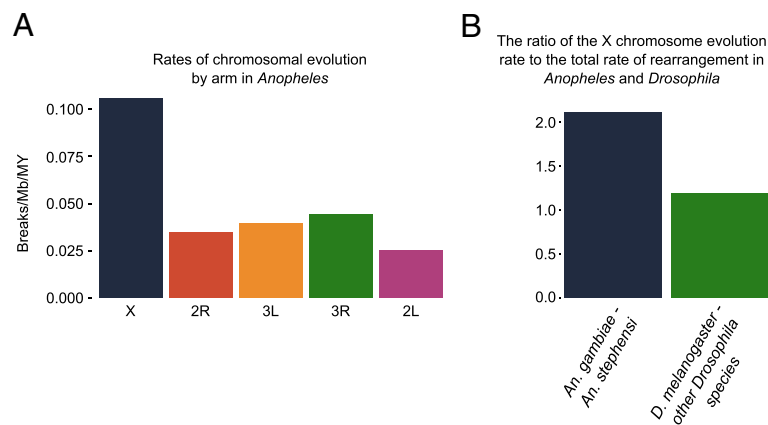 A
Rates of chromosomal evolution
by arm in Anopheles
Breaks/Mb/MY
0.100
0.075
0.050
0.025
0.000
X
2R
3L
3R
2L
B
The ratio of the X chromosome evolution
rate to the total rate of rearrangement in
Anopheles and Drosophila
2.0
1.5
1.0
0.5
0.0
An. gambiae -
An. stephensi
D. melanogaster -
other Drosophila
species